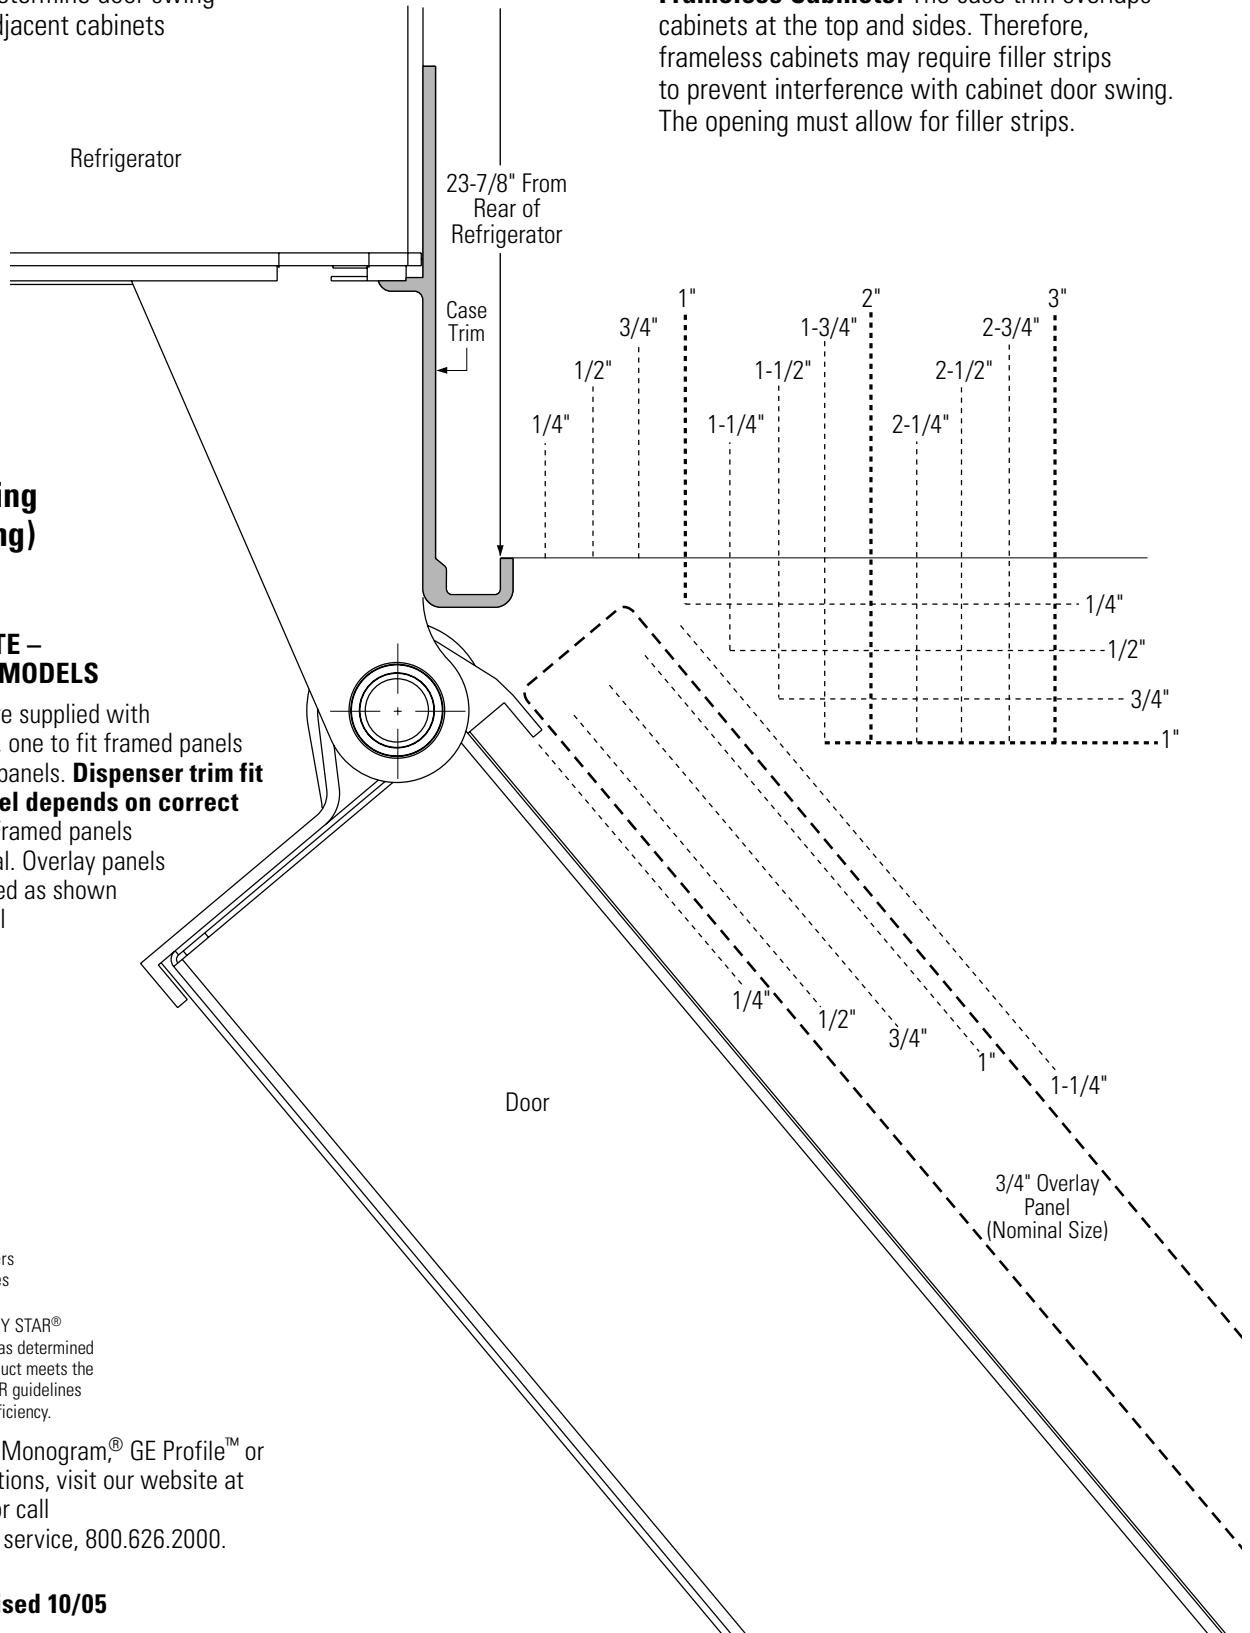 djacent cabinets
Frameless Cabinets: The case trim overlaps
cabinets at the top and sides. Therefore,
frameless cabinets may require filler strips
to prevent interference with cabinet door swing.
The opening must allow for filler strips.
Refrigerator
23-7/8" From
Rear of
Refrigerator
Case
Trim
1/4"
1/2"
3/4"
1"
1-1/4"
1-1/2"
1-3/4"
2"
2-1/4"
2-1/2"
2-3/4"
3"
1/4"
1/2"
3/4"
1"
ing
ng)
TE –
MODELS
re supplied with
, one to fit framed panels
panels. Dispenser trim fit
el depends on correct
framed panels
al. Overlay panels
ed as shown
l
1/4"
1/2"
3/4"
1"
1-1/4"
Door
3/4" Overlay
Panel
(Nominal Size)
ers
es
Y STAR®
as determined
uct meets the
R guidelines
ficiency.
Monogram,® GE Profile™ or
tions, visit our website at
or call
service, 800.626.2000.
ised 10/05